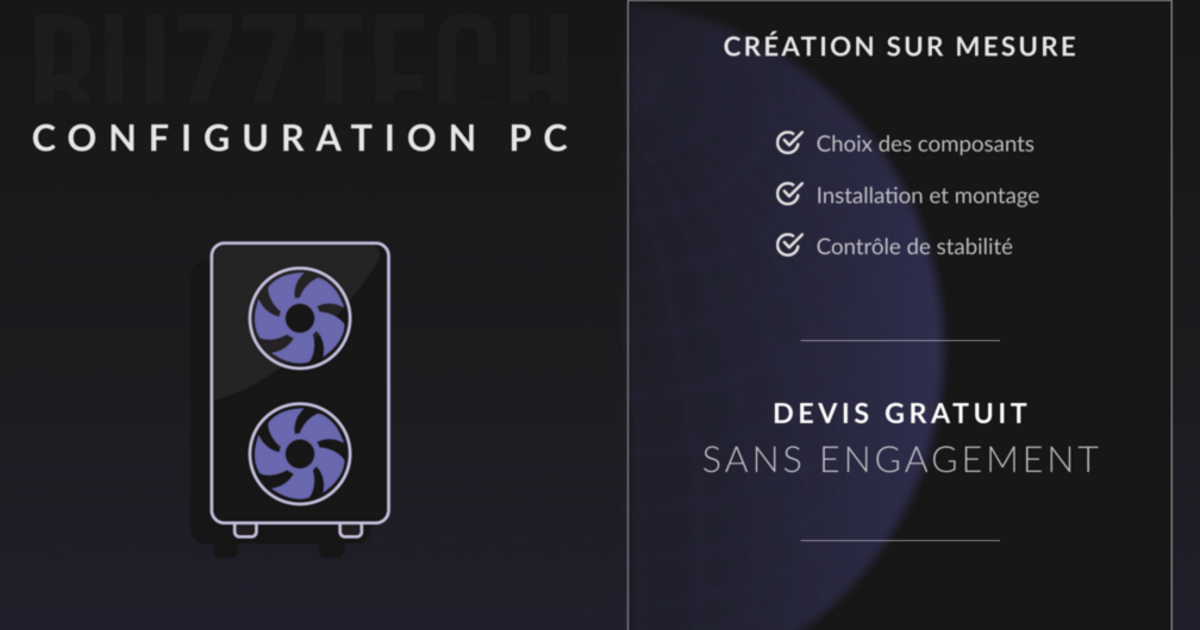 BUZZTECH
CONFIGURATION PC
CRÉATION SUR MESURE
Choix des composants
Installation et montage
Contrôle de stabilité
DEVIS GRATUIT
SANS ENGAGEMENT